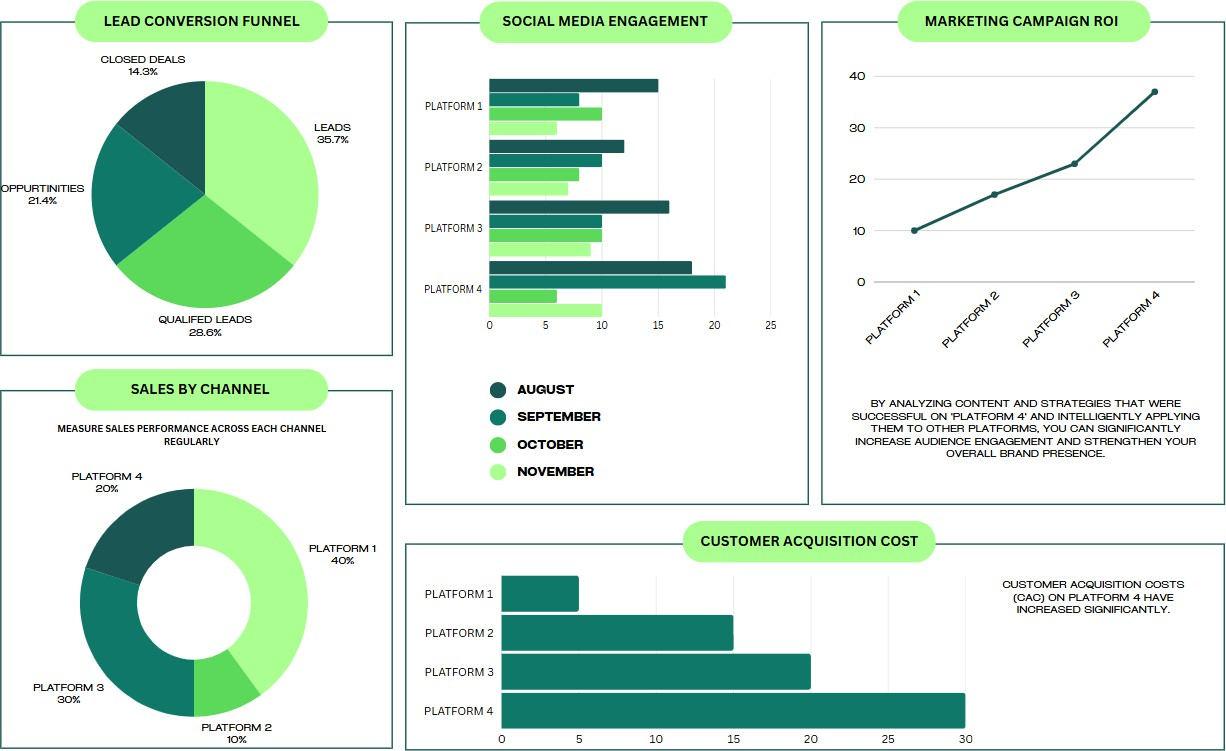 LEAD CONVERSION FUNNEL
CLOSED DEALS
14.3%
LEADS
35.7%
OPPURTINITIES
21.4%
QUALIFED LEADS
28.6%
SOCIAL MEDIA ENGAGEMENT
PLATFORM 1
PLATFORM 2
PLATFORM 3
PLATFORM 4
0 5 10 15 20 25
AUGUST
SEPTEMBER
OCTOBER
NOVEMBER
MARKETING CAMPAIGN ROI
40
30
20
10
0
PLATFORM 1
PLATFORM 2
PLATFORM 3
PLATFORM 4
BY ANALYZING CONTENT AND STRATEGIES THAT WERE
SUCCESSFUL ON 'PLATFORM 4' AND INTELLIGENTLY APPLYING
THEM TO OTHER PLATFORMS, YOU CAN SIGNIFICANTLY
INCREASE AUDIENCE ENGAGEMENT AND STRENGTHEN YOUR
OVERALL BRAND PRESENCE.
SALES BY CHANNEL
MEASURE SALES PERFORMANCE ACROSS EACH CHANNEL
REGULARLY
PLATFORM 4
20%
PLATFORM 1
40%
PLATFORM 3
30%
PLATFORM 2
10%
CUSTOMER ACQUISITION COST
PLATFORM 1
PLATFORM 2
PLATFORM 3
PLATFORM 4
0 5 10 15 20 25 30
CUSTOMER ACQUISITION COSTS
(CAC) ON PLATFORM 4 HAVE
INCREASED SIGNIFICANTLY.